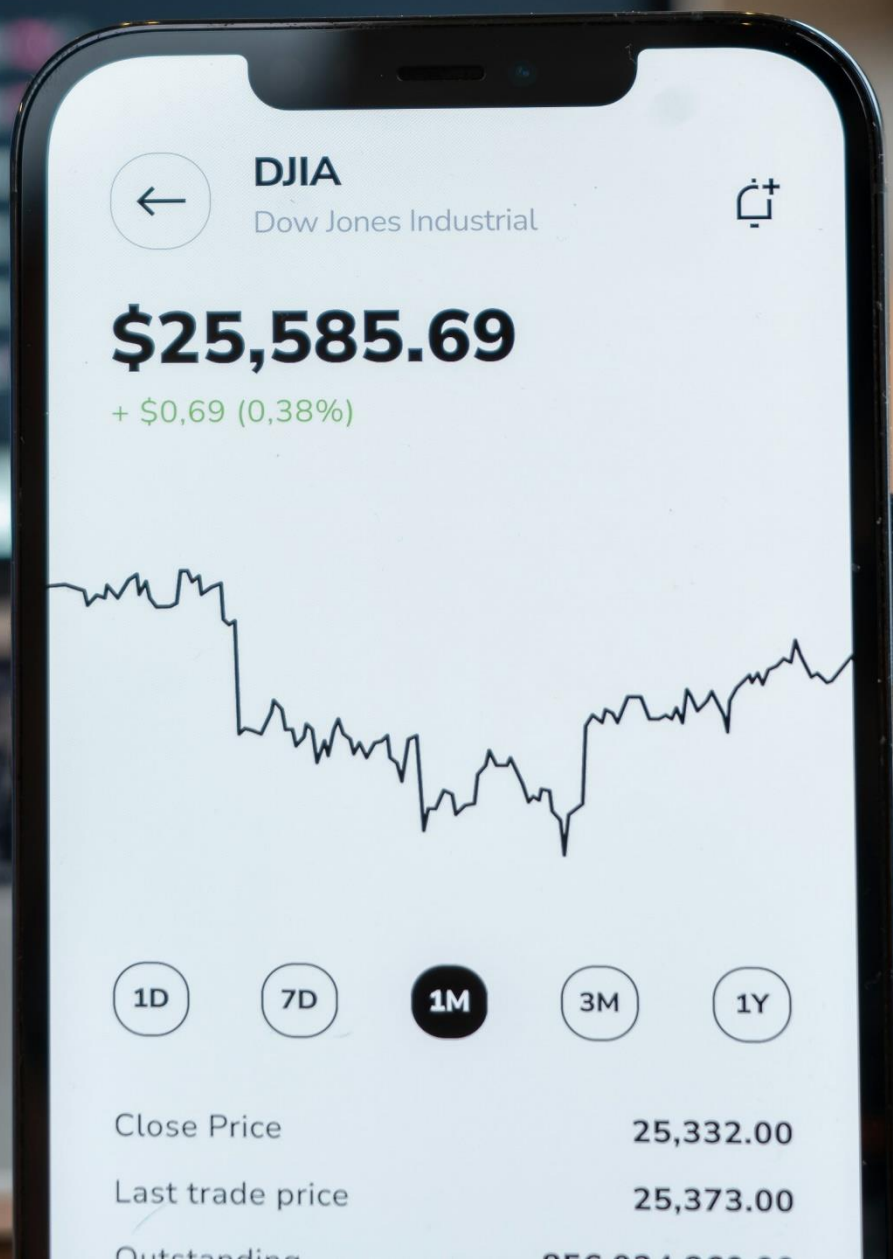 DJIA
Dow Jones Industrial
$25,585.69
+ $0,69 (0,38%)
1D 7D 1M 3M 1Y
Close Price 25,332.00
Last trade price 25,373.00
Outstanding